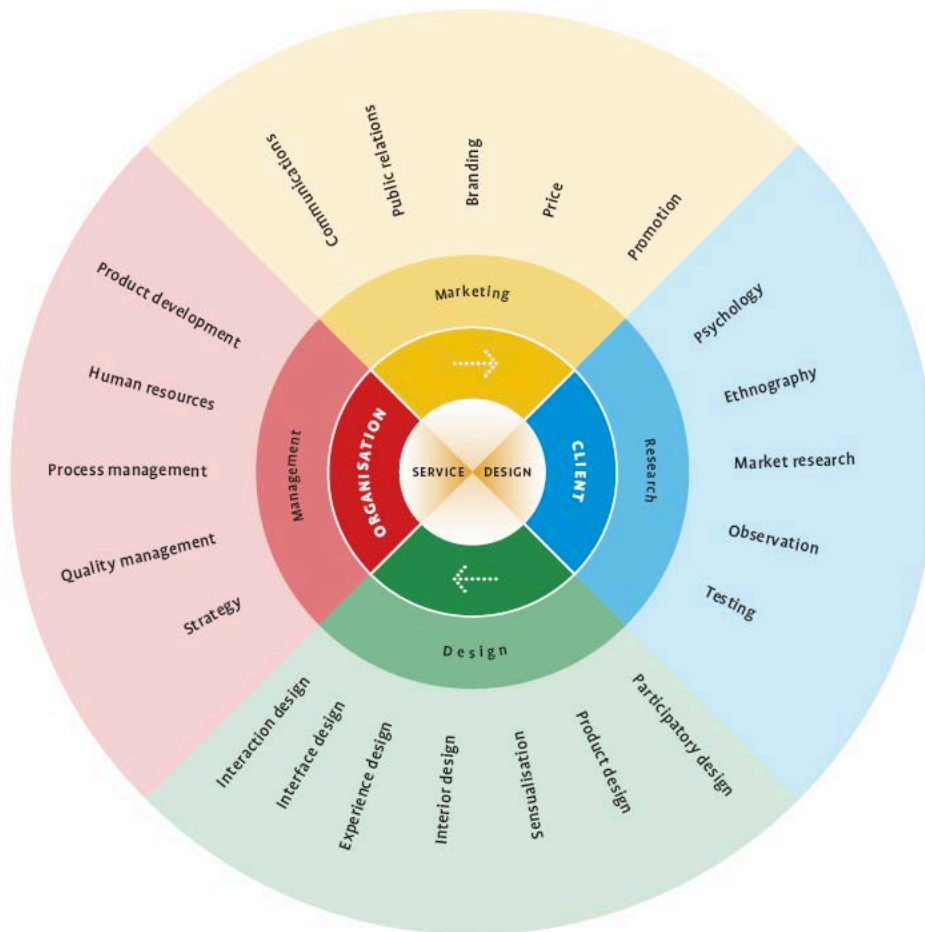 Communications
Public relations
Branding
Price
Promotion
Marketing
Product development
Human resources
Process management
Quality management
Strategy
Management
ORGANISATION
SERVICE DESIGN
CLIENT
Research
Psychology
Ethnography
Market research
Observation
Testing
Design
Interaction design
Interface design
Experience design
Interior design
Sensualisation
Product design
Participatory design